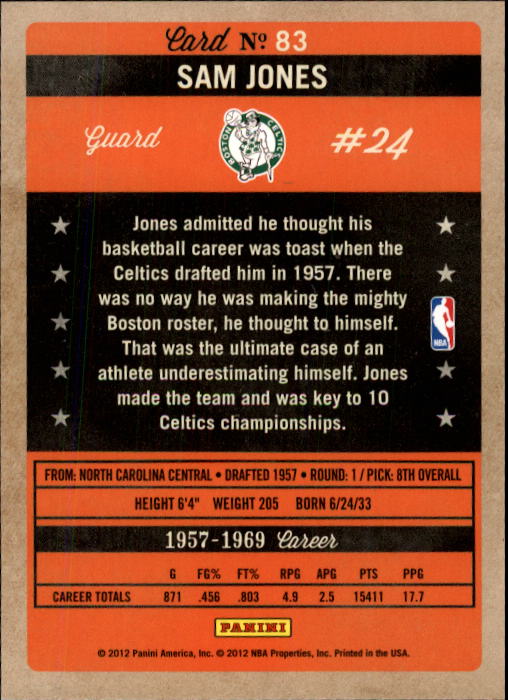 Card Nº 83
SAM JONES
Guard
BOSTON CELTICS
#24
Jones admitted he thought his
basketball career was toast when the
Celtics drafted him in 1957. There
was no way he was making the mighty
Boston roster, he thought to himself.
That was the ultimate case of an
athlete underestimating himself. Jones
made the team and was key to 10
Celtics championships.
NBA
FROM: NORTH CAROLINA CENTRAL • DRAFTED 1957 • ROUND: 1 / PICK: 8TH OVERALL
HEIGHT 6'4" WEIGHT 205 BORN 6/24/33
1957-1969 Career
G FG% FT% RPG APG PTS PPG
CAREER TOTALS 871 .456 .803 4.9 2.5 15411 17.7
PANINI
© 2012 Panini America, Inc. © 2012 NBA Properties, Inc. Printed in the USA.